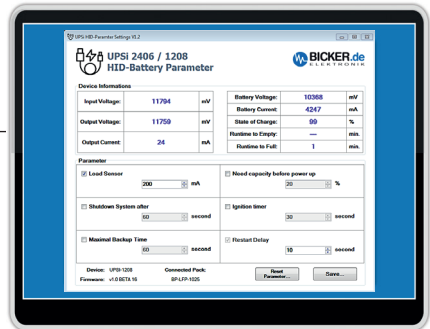 UPSi HID-Paramter Settings V1.2
UPSi 2406 / 1208
HID-Battery Parameter
BICKER.de
ELEKTRONIK
Device Informations
Input Voltage: 11794 mV
Output Voltage: 11759 mV
Output Current: 24 mA
Battery Voltage: 10368 mV
Battery Current: 4247 mA
State of Charge: 99 %
Runtime to Empty: — min.
Runtime to Full: 1 min.
Parameter
Load Sensor
200 mA
Need capacity before power up
20 %
Shutdown System after
60 second
Ignition timer
30 second
Maximal Backup Time
60 second
Restart Delay
10 second
Device: UPSI-1208
Connected Pack:
Firmware: v1.0 BETA 16
BP-LFP-1025
Reset
Parameter...
Save...